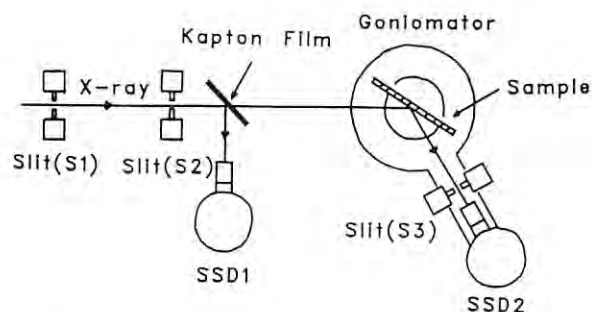 Goniomator
Kapton Film
X-ray
Sample
Slit(S1)
Slit(S2)
Slit(S3)
SSD1
SSD2